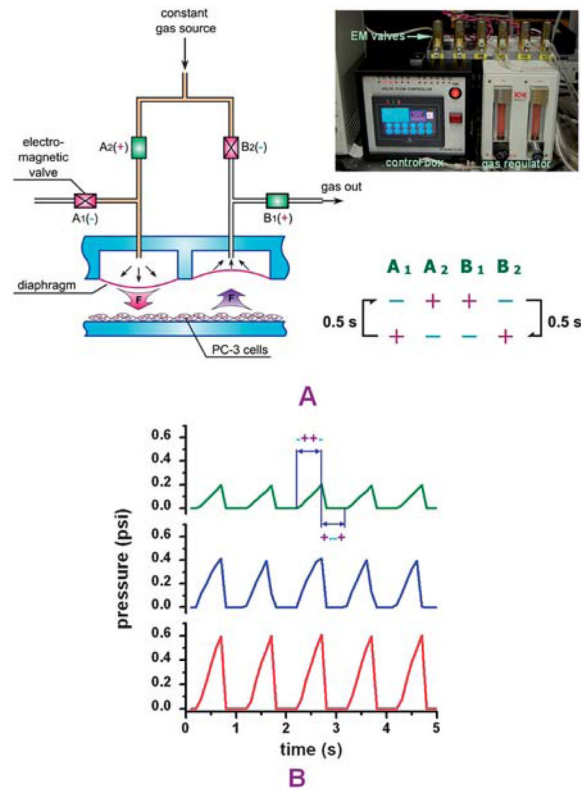 constant
gas source
electro-
magnetic
valve
A2(+)
B2(-)
A1(-)
B1(+)
gas out
diaphragm
F
F
PC-3 cells
EM valves
control box
gas regulator
A1 A2 B1 B2
0.5 s - + + - 0.5 s
+ - - +
A
pressure (psi)
0.6
0.4
0.2
0.0
-++-
+--+
0.6
0.4
0.2
0.0
0.6
0.4
0.2
0.0
0 1 2 3 4 5
time (s)
B